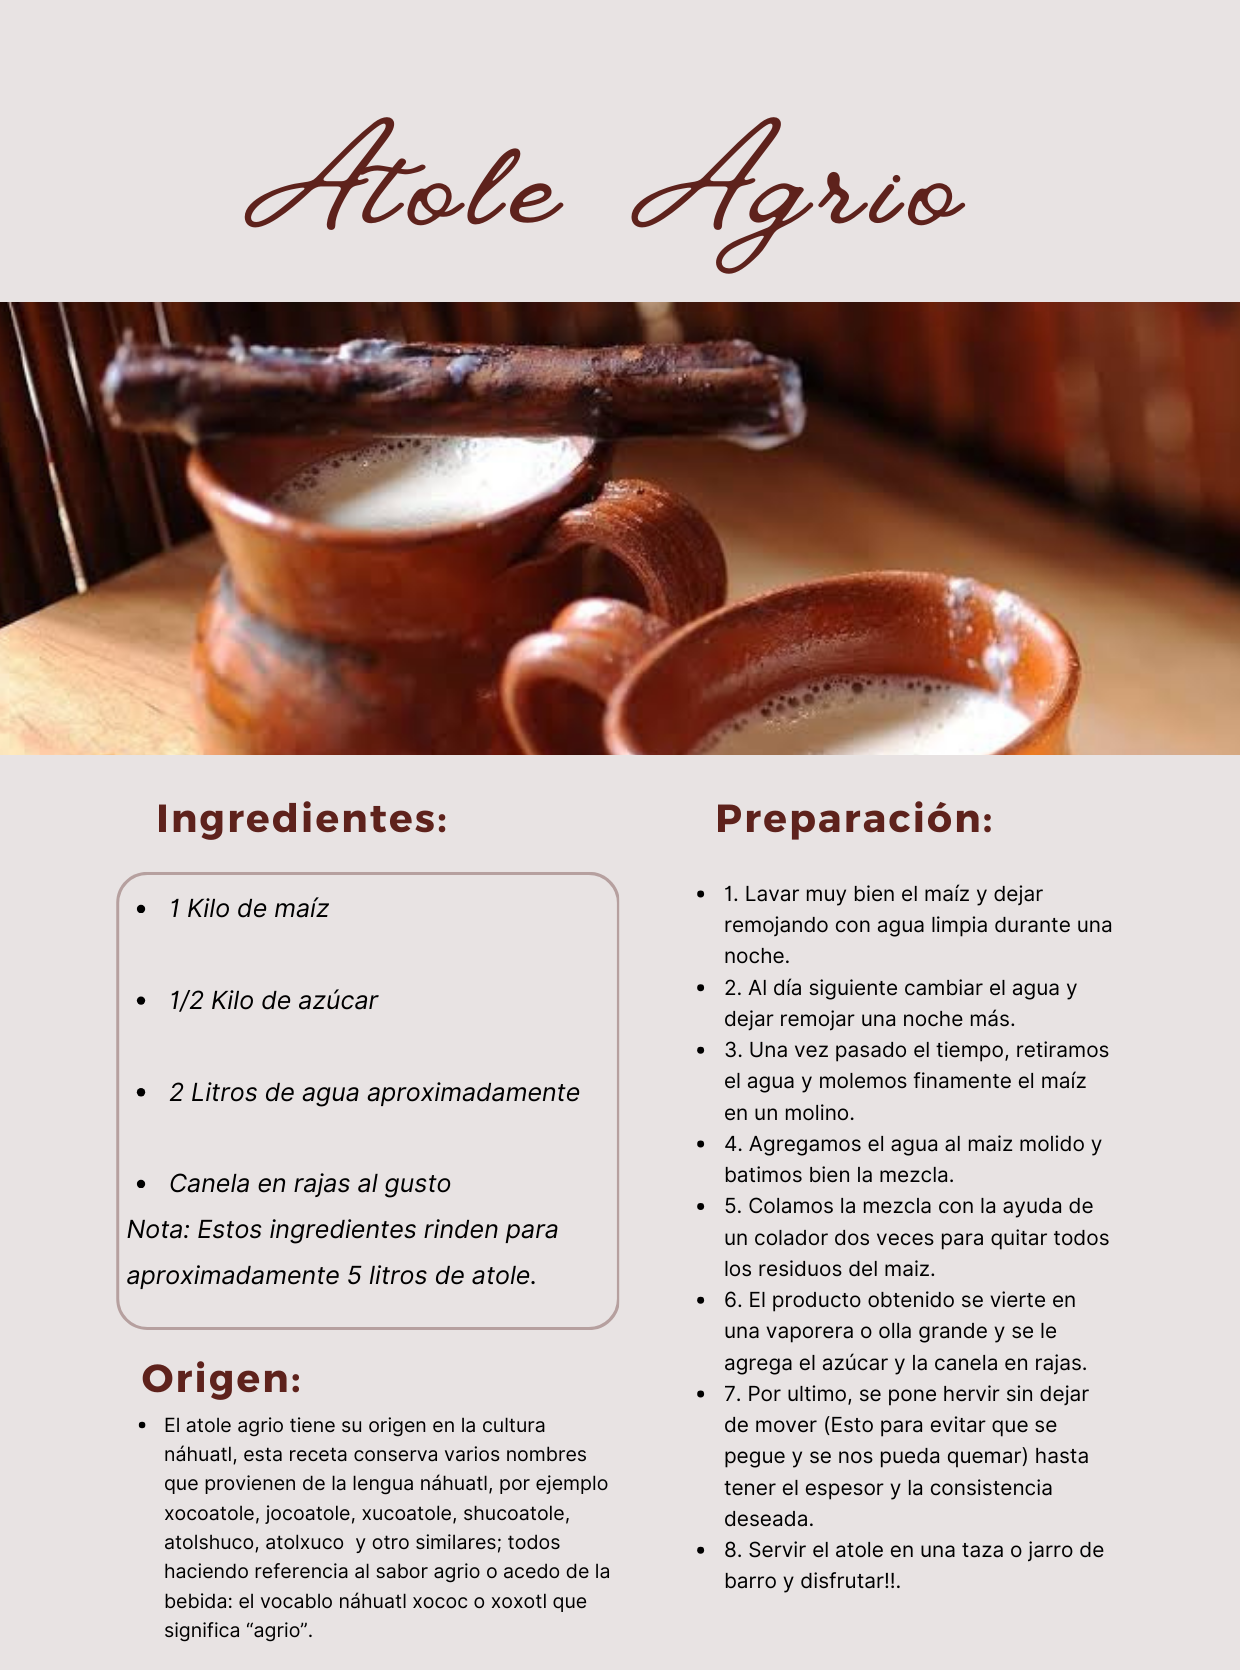 Atole Agrio
Ingredientes:
• 1 Kilo de maíz
• 1/2 Kilo de azúcar
• 2 Litros de agua aproximadamente
• Canela en rajas al gusto
Nota: Estos ingredientes rinden para
aproximadamente 5 litros de atole.
Origen:
• El atole agrio tiene su origen en la cultura
náhuatl, esta receta conserva varios nombres
que provienen de la lengua náhuatl, por ejemplo
xocoatole, jocoatole, xucoatole, shucoatole,
atolshuco, atolxuco  y otro similares; todos
haciendo referencia al sabor agrio o acedo de la
bebida: el vocablo náhuatl xococ o xoxotl que
significa “agrio”.
Preparación:
• 1. Lavar muy bien el maíz y dejar
remojando con agua limpia durante una
noche.
• 2. Al día siguiente cambiar el agua y
dejar remojar una noche más.
• 3. Una vez pasado el tiempo, retiramos
el agua y molemos finamente el maíz
en un molino.
• 4. Agregamos el agua al maiz molido y
batimos bien la mezcla.
• 5. Colamos la mezcla con la ayuda de
un colador dos veces para quitar todos
los residuos del maiz.
• 6. El producto obtenido se vierte en
una vaporera o olla grande y se le
agrega el azúcar y la canela en rajas.
• 7. Por ultimo, se pone hervir sin dejar
de mover (Esto para evitar que se
pegue y se nos pueda quemar) hasta
tener el espesor y la consistencia
deseada.
• 8. Servir el atole en una taza o jarro de
barro y disfrutar!!.